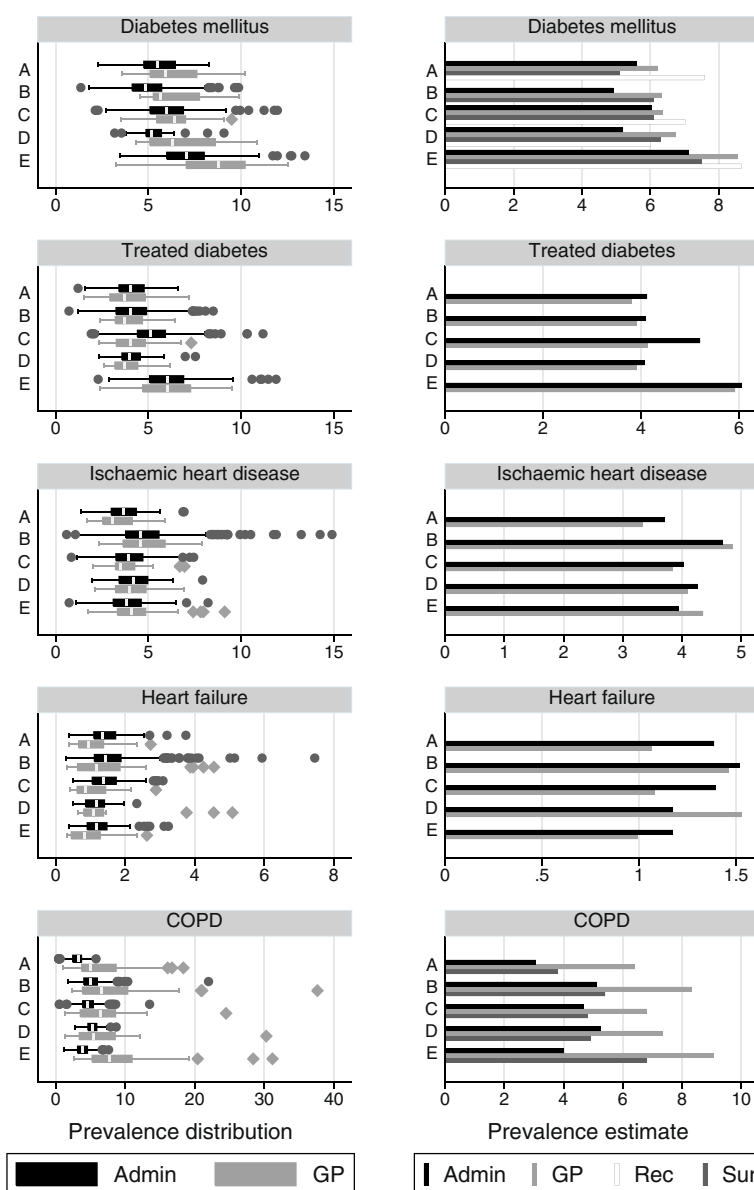 Diabetes mellitus
A
B
C
D
E
0 5 10 15
Diabetes mellitus
A
B
C
D
E
0 2 4 6 8
Treated diabetes
A
B
C
D
E
0 5 10 15
Treated diabetes
A
B
C
D
E
0 2 4 6
Ischaemic heart disease
A
B
C
D
E
0 5 10 15
Ischaemic heart disease
A
B
C
D
E
0 1 2 3 4 5
Heart failure
A
B
C
D
E
0 2 4 6 8
Heart failure
A
B
C
D
E
0 .5 1 1.5
COPD
A
B
C
D
E
0 10 20 30 40
Prevalence distribution
COPD
A
B
C
D
E
0 2 4 6 8 10
Prevalence estimate
Admin GP
Admin GP Rec Sur